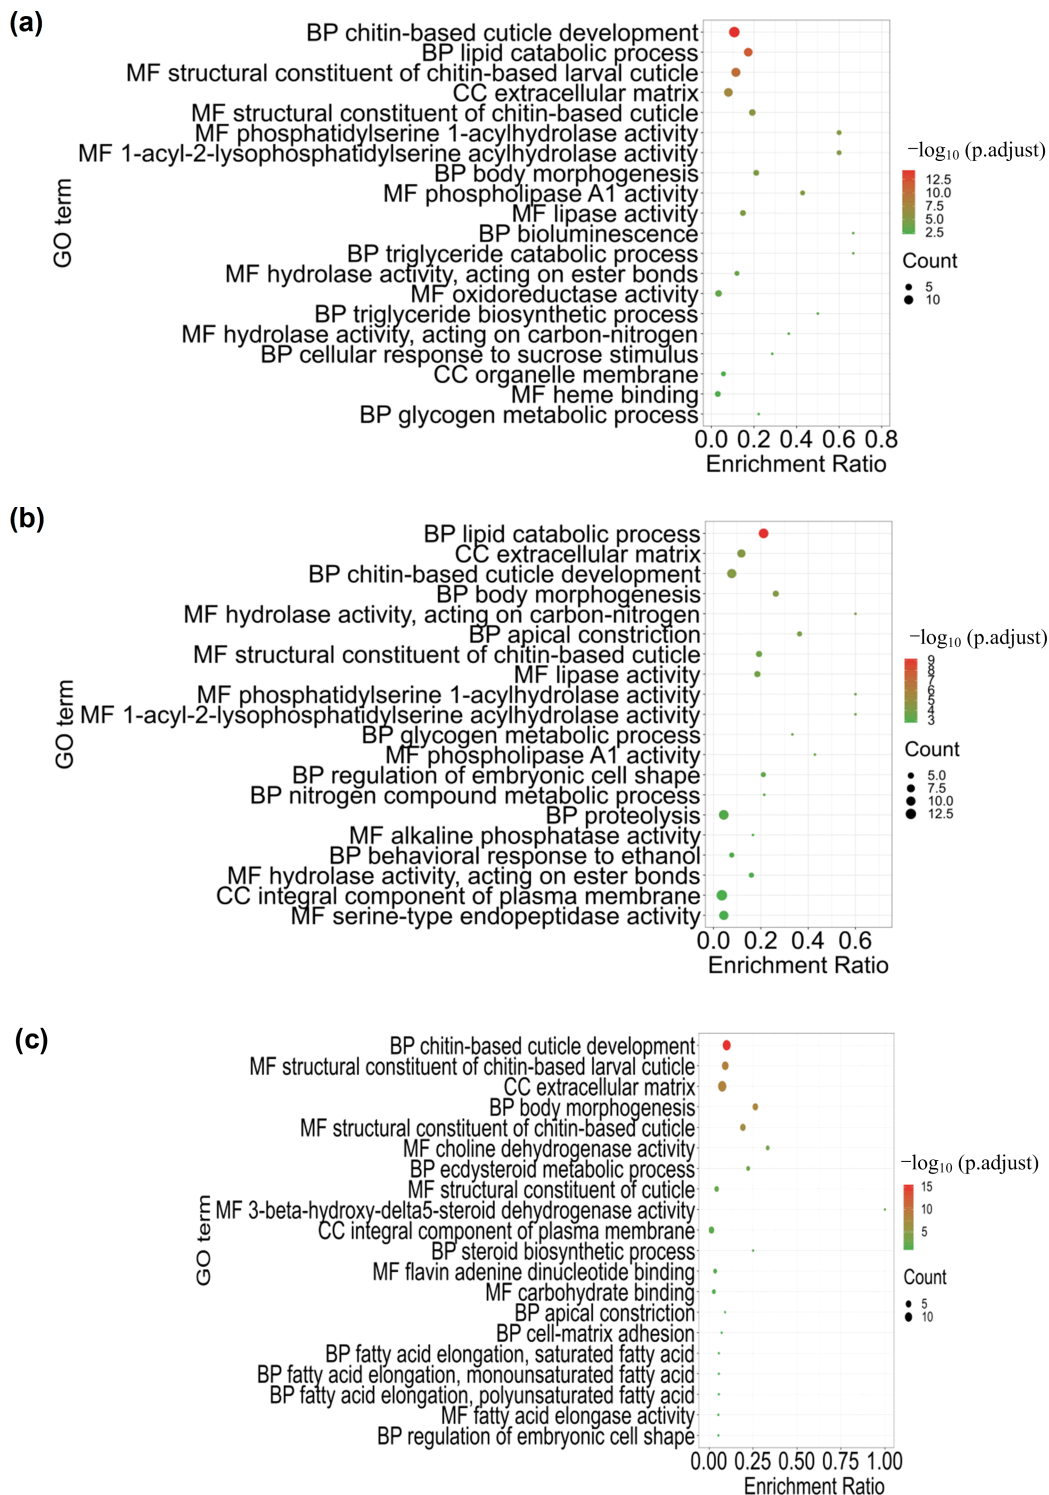 (a)
BP chitin-based cuticle development
BP lipid catabolic process
MF structural constituent of chitin-based larval cuticle
CC extracellular matrix
MF structural constituent of chitin-based cuticle
MF phosphatidylserine 1-acylhydrolase activity
MF 1-acyl-2-lysophosphatidylserine acylhydrolase activity
BP body morphogenesis
MF phospholipase A1 activity
MF lipase activity
BP bioluminescence
BP triglyceride catabolic process
MF hydrolase activity, acting on ester bonds
MF oxidoreductase activity
BP triglyceride biosynthetic process
MF hydrolase activity, acting on carbon-nitrogen
BP cellular response to sucrose stimulus
CC organelle membrane
MF heme binding
BP glycogen metabolic process
GO term
0.0 0.2 0.4 0.6 0.8
Enrichment Ratio
−log₁₀ (p.adjust)
12.5
10.0
7.5
5.0
2.5
Count
5
10
(b)
BP lipid catabolic process
CC extracellular matrix
BP chitin-based cuticle development
BP body morphogenesis
MF hydrolase activity, acting on carbon-nitrogen
BP apical constriction
MF structural constituent of chitin-based cuticle
MF lipase activity
MF phosphatidylserine 1-acylhydrolase activity
MF 1-acyl-2-lysophosphatidylserine acylhydrolase activity
BP glycogen metabolic process
MF phospholipase A1 activity
BP regulation of embryonic cell shape
BP nitrogen compound metabolic process
BP proteolysis
MF alkaline phosphatase activity
BP behavioral response to ethanol
MF hydrolase activity, acting on ester bonds
CC integral component of plasma membrane
MF serine-type endopeptidase activity
GO term
0.0 0.2 0.4 0.6
Enrichment Ratio
−log₁₀ (p.adjust)
9
8
7
6
5
4
3
Count
5.0
7.5
10.0
12.5
(c)
BP chitin-based cuticle development
MF structural constituent of chitin-based larval cuticle
CC extracellular matrix
BP body morphogenesis
MF structural constituent of chitin-based cuticle
MF choline dehydrogenase activity
BP ecdysteroid metabolic process
MF structural constituent of cuticle
MF 3-beta-hydroxy-delta5-steroid dehydrogenase activity
CC integral component of plasma membrane
BP steroid biosynthetic process
MF flavin adenine dinucleotide binding
MF carbohydrate binding
BP apical constriction
BP cell-matrix adhesion
BP fatty acid elongation, saturated fatty acid
BP fatty acid elongation, monounsaturated fatty acid
BP fatty acid elongation, polyunsaturated fatty acid
MF fatty acid elongase activity
BP regulation of embryonic cell shape
GO term
0.00 0.25 0.50 0.75 1.00
Enrichment Ratio
−log₁₀ (p.adjust)
15
10
5
Count
5
10